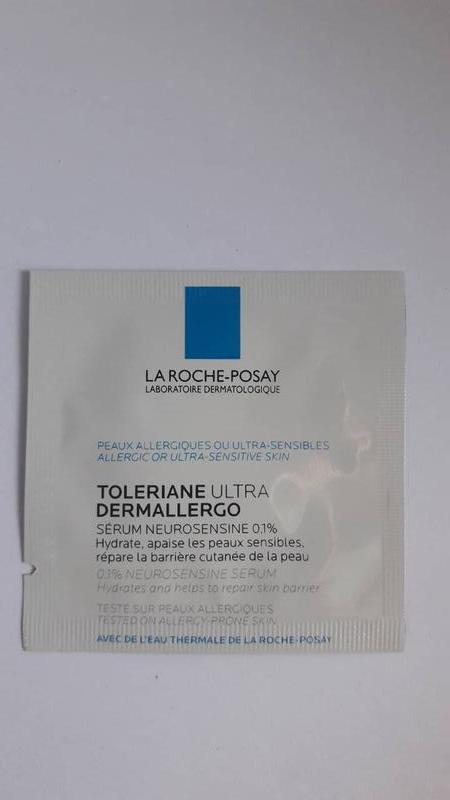 LA ROCHE-POSAY
LABORATOIRE DERMATOLOGIQUE
PEAUX ALLERGIQUES OU ULTRA-SENSIBLES
ALLERGIC OR ULTRA-SENSITIVE SKIN
TOLERIANE ULTRA
DERMALLERGO
SÉRUM NEUROSENSINE 0.1%
Hydrate, apaise les peaux sensibles,
répare la barrière cutanée de la peau
0.1% NEUROSENSINE SERUM
Hydrates and helps to repair skin barrier
TESTÉ SUR PEAUX ALLERGIQUES
TESTED ON ALLERGY-PRONE SKIN
AVEC DE L'EAU THERMALE DE LA ROCHE-POSAY